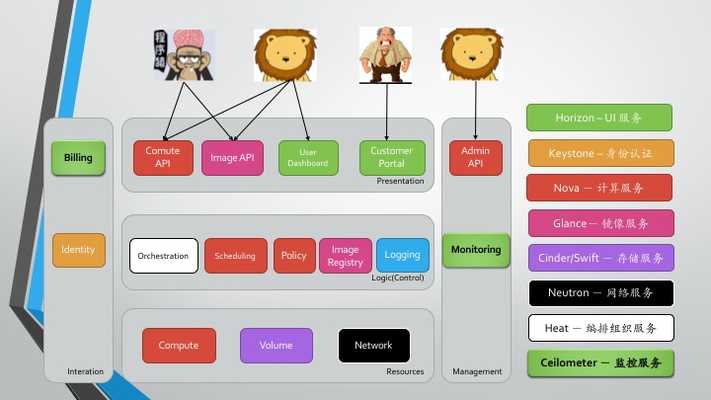 程序猿
Billing
Comute
API
Image API
User
Dashboard
Customer
Portal
Presentation
Admin
API
Identity
Orchestration
Scheduling
Policy
Image
Registry
Logging
Logic(Control)
Monitoring
Compute
Volume
Network
Interation
Resources
Management
Horizon – UI 服务
Keystone – 身份认证
Nova – 计算服务
Glance — 镜像服务
Cinder/Swift — 存储服务
Neutron — 网络服务
Heat — 编排组织服务
Ceilometer — 监控服务